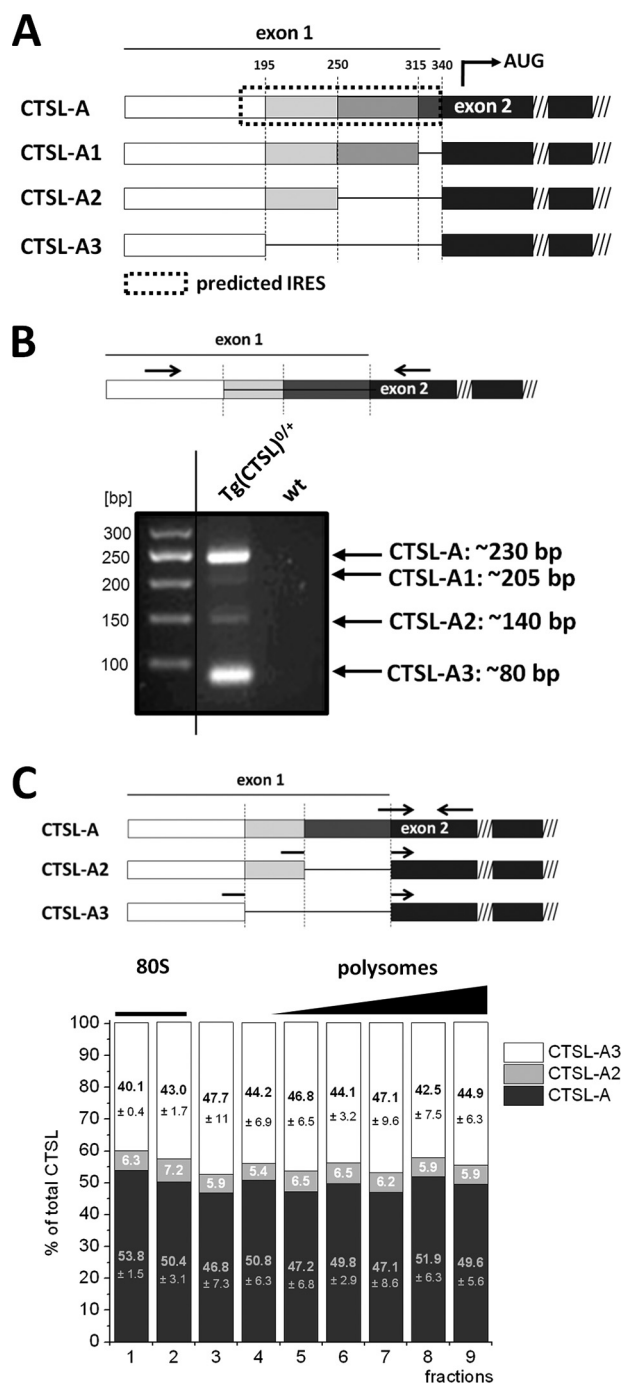 A
exon 1
195 250 315 340
AUG
CTSL-A
exon 2
CTSL-A1
CTSL-A2
CTSL-A3
predicted IRES
B
exon 1
exon 2
Tg(CTSL)0/+
wt
[bp]
300
250
200
150
100
CTSL-A: ~230 bp
CTSL-A1: ~205 bp
CTSL-A2: ~140 bp
CTSL-A3: ~80 bp
C
exon 1
CTSL-A
exon 2
CTSL-A2
CTSL-A3
80S
polysomes
% of total CTSL
100
90
80
70
60
50
40
30
20
10
0
40.1 43.0 47.7 44.2 46.8 44.1 47.1 42.5 44.9
± 0.4 ± 1.7 ± 11 ± 6.9 ± 6.5 ± 3.2 ± 9.6 ± 7.5 ± 6.3
6.3 7.2 5.9 5.4 6.5 6.5 6.2 5.9 5.9
53.8 50.4 46.8 50.8 47.2 49.8 47.1 51.9 49.6
± 1.5 ± 3.1 ± 7.3 ± 6.3 ± 6.8 ± 2.9 ± 8.6 ± 6.3 ± 5.6
1 2 3 4 5 6 7 8 9
fractions
CTSL-A3
CTSL-A2
CTSL-A